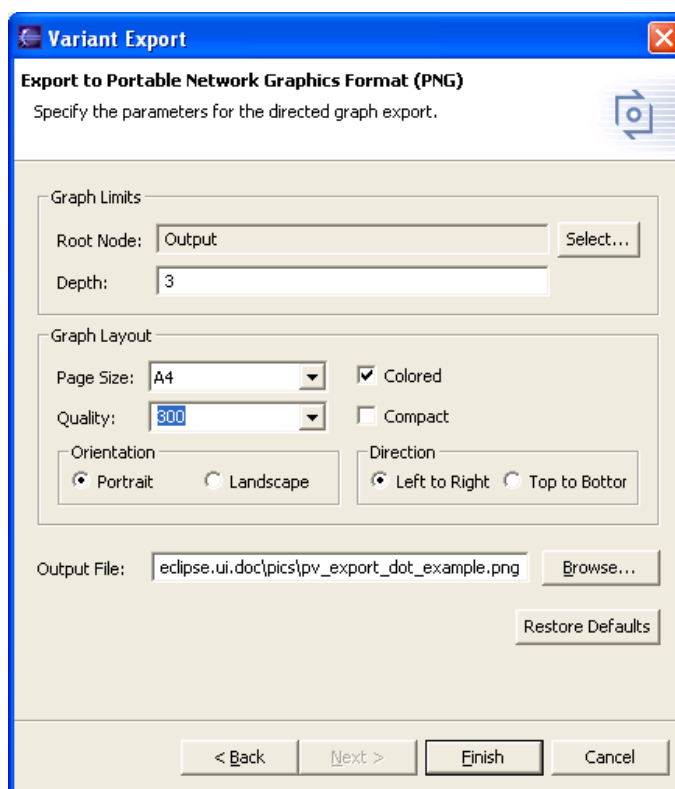 Variant Export
Export to Portable Network Graphics Format (PNG)
Specify the parameters for the directed graph export.
Graph Limits
Root Node: Output Select...
Depth: 3
Graph Layout
Page Size: A4 Colored
Quality: 300 Compact
Orientation Direction
Portrait Landscape Left to Right Top to Bottor
Output File: eclipse.ui.doc\pics\pv_export_dot_example.png Browse...
Restore Defaults
< Back Next > Finish Cancel